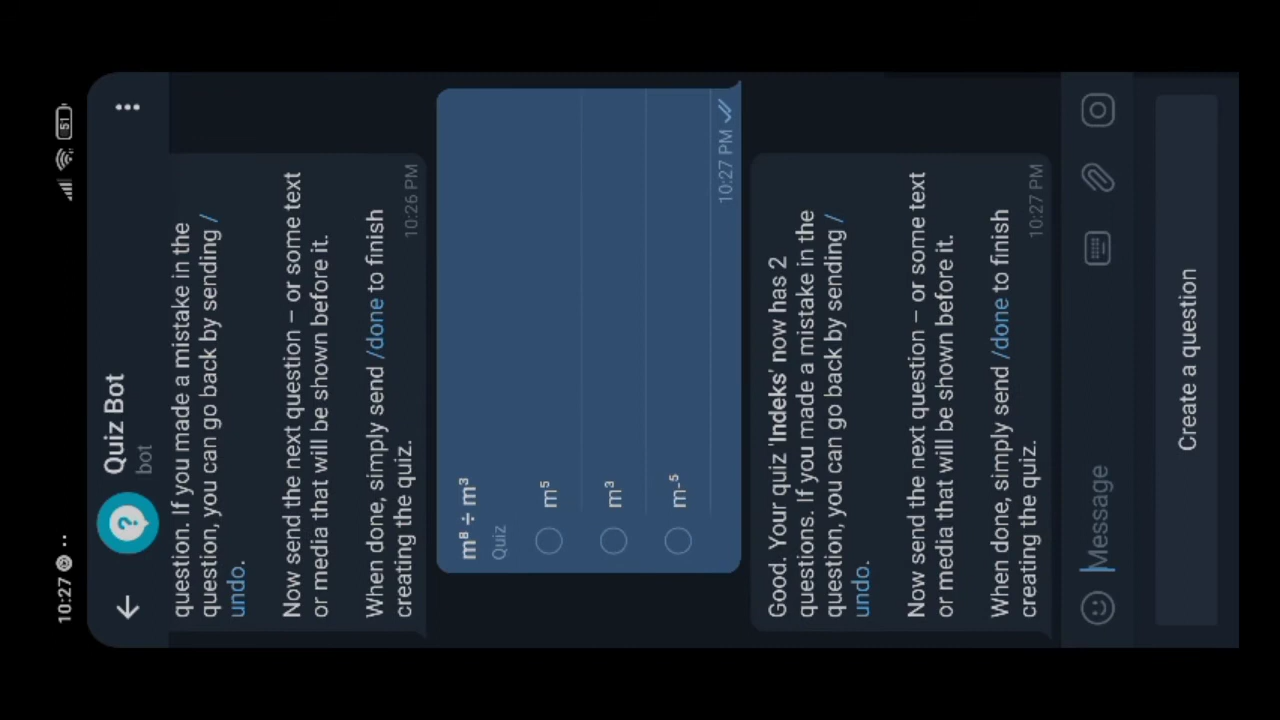 10:27
51
Quiz Bot
bot
question. If you made a mistake in the
question, you can go back by sending /
undo.
Now send the next question – or some text
or media that will be shown before it.
When done, simply send /done to finish
creating the quiz.
10:26 PM
m⁸ ÷ m³
Quiz
m⁵
m³
m-⁵
10:27 PM
Good. Your quiz 'Indeks' now has 2
questions. If you made a mistake in the
question, you can go back by sending /
undo.
Now send the next question – or some text
or media that will be shown before it.
When done, simply send /done to finish
creating the quiz.
10:27 PM
Message
Create a question